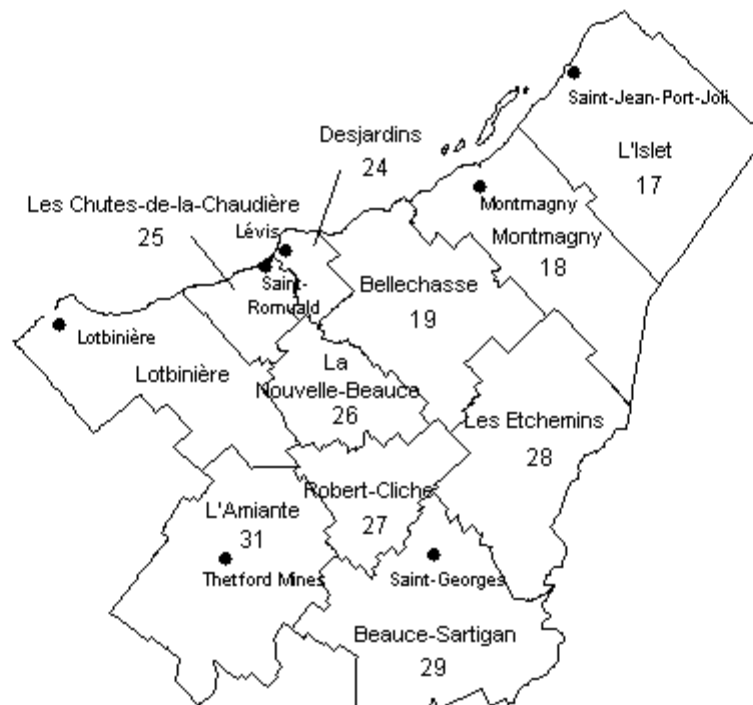 Saint-Jean-Port-Joli
L'Islet
17
Desjardins
24
Montmagny
Montmagny
18
Les Chutes-de-la-Chaudière
25
Lévis
Saint-
Romuald
Bellechasse
19
Lotbinière
Lotbinière
La
Nouvelle-Beauce
26
Les Etchemins
28
Robert-Cliche
27
L'Amiante
31
Thetford Mines
Saint-Georges
Beauce-Sartigan
29